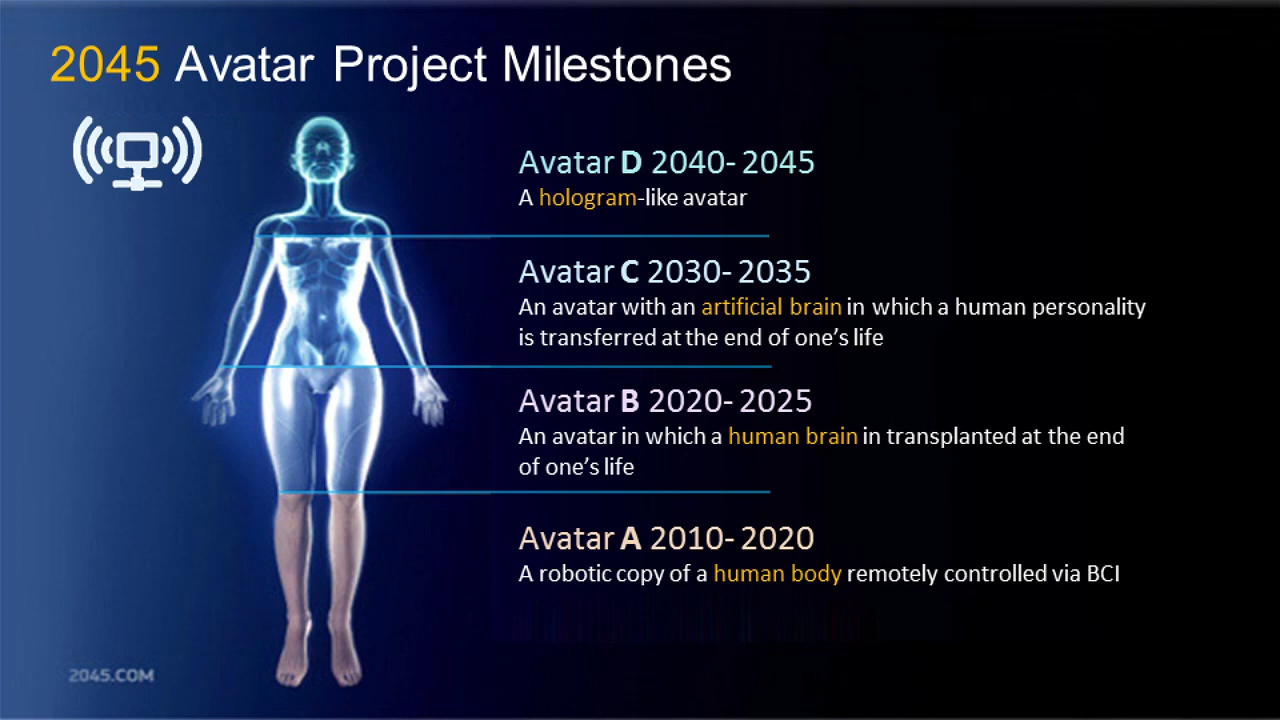 2045 Avatar Project Milestones
Avatar D 2040- 2045
A hologram-like avatar
Avatar C 2030- 2035
An avatar with an artificial brain in which a human personality
is transferred at the end of one's life
Avatar B 2020- 2025
An avatar in which a human brain in transplanted at the end
of one's life
Avatar A 2010- 2020
A robotic copy of a human body remotely controlled via BCI
2045.COM